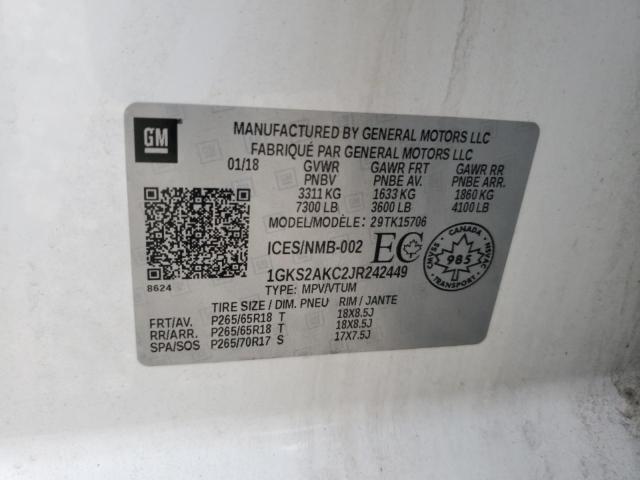 GM
MANUFACTURED BY GENERAL MOTORS LLC
FABRIQUÉ PAR GENERAL MOTORS LLC
01/18 GVWR GAWR FRT GAWR RR
PNBV PNBE AV. PNBE ARR.
3311 KG 1633 KG 1860 KG
7300 LB 3600 LB 4100 LB
MODEL/MODÈLE: 29TK15706
ICES/NMB-002 EC
CANADA
CMVSS 985 NSVAC
TRANSPORT
8624
1GKS2AKC2JR242449
TYPE: MPV/VTUM
TIRE SIZE / DIM. PNEU RIM / JANTE
FRT/AV. P265/65R18 T 18X8.5J
RR/ARR. P265/65R18 T 18X8.5J
SPA/SOS P265/70R17 S 17X7.5J